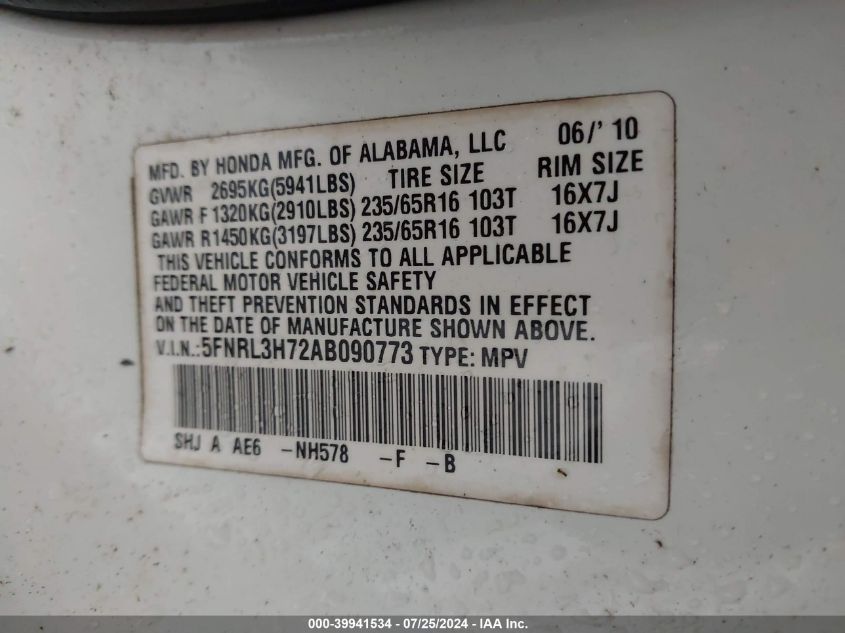 MFD. BY HONDA MFG. OF ALABAMA, LLC 06/'10
GVWR 2695KG(5941LBS) TIRE SIZE RIM SIZE
GAWR F 1320KG(2910LBS) 235/65R16 103T 16X7J
GAWR R1450KG(3197LBS) 235/65R16 103T 16X7J
THIS VEHICLE CONFORMS TO ALL APPLICABLE
FEDERAL MOTOR VEHICLE SAFETY
AND THEFT PREVENTION STANDARDS IN EFFECT
ON THE DATE OF MANUFACTURE SHOWN ABOVE.
V.I.N.:5FNRL3H72AB090773 TYPE: MPV
SHJ A AE6 -NH578 -F -B
000-39941534 - 07/25/2024 - IAA Inc.